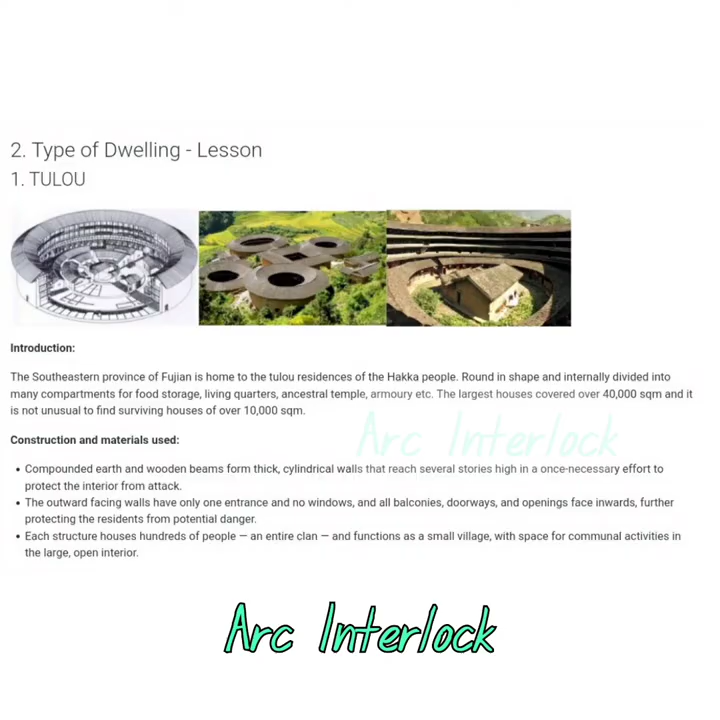 2. Type of Dwelling - Lesson
1. TULOU
Introduction:
The Southeastern province of Fujian is home to the tulou residences of the Hakka people. Round in shape and internally divided into
many compartments for food storage, living quarters, ancestral temple, armoury etc. The largest houses covered over 40,000 sqm and it
is not unusual to find surviving houses of over 10,000 sqm.
Arc Interlock
Construction and materials used:
• Compounded earth and wooden beams form thick, cylindrical walls that reach several stories high in a once-necessary effort to
protect the interior from attack.
• The outward facing walls have only one entrance and no windows, and all balconies, doorways, and openings face inwards, further
protecting the residents from potential danger.
• Each structure houses hundreds of people — an entire clan — and functions as a small village, with space for communal activities in
the large, open interior.
Arc Interlock